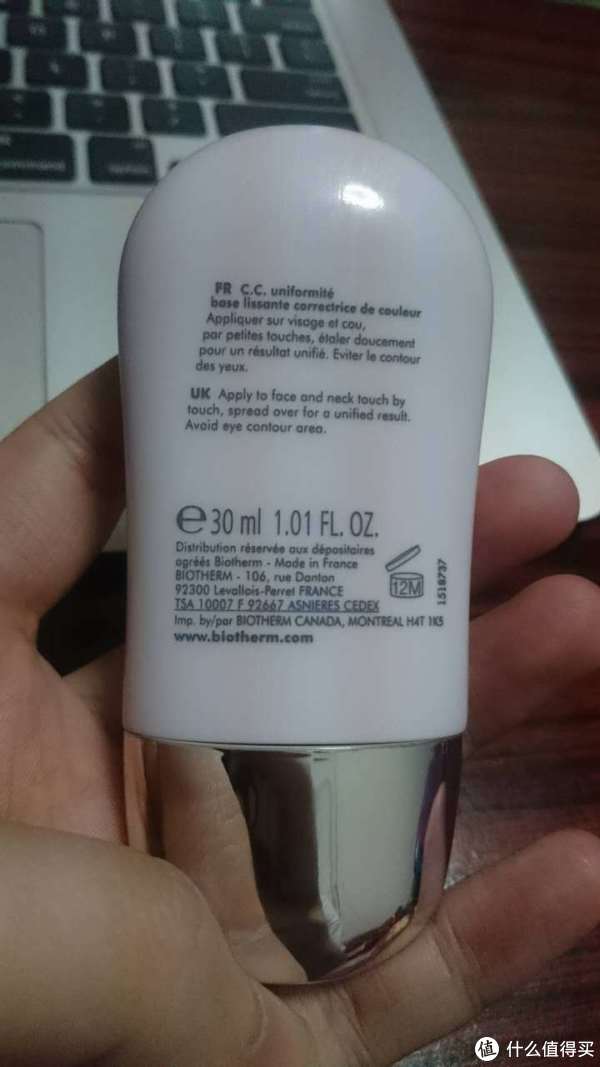 command
option
FR C.C. uniformité
base lissante correctrice de couleur
Appliquer sur visage et cou,
par petites touches, étaler doucement
pour un résultat unifié. Eviter le contour
des yeux.
UK Apply to face and neck touch by
touch, spread over for a unified result.
Avoid eye contour area.
e 30 ml 1.01 FL. OZ.
Distribution réservée aux dépositaires
agréés Biotherm - Made in France
BIOTHERM - 106, rue Danton
92300 Levallois-Perret FRANCE
TSA 10007 F 92667 ASNIERES CEDEX
Imp. by/par BIOTHERM CANADA, MONTREAL H4T 1K5
www.biotherm.com
12M
1518737
值 什么值得买